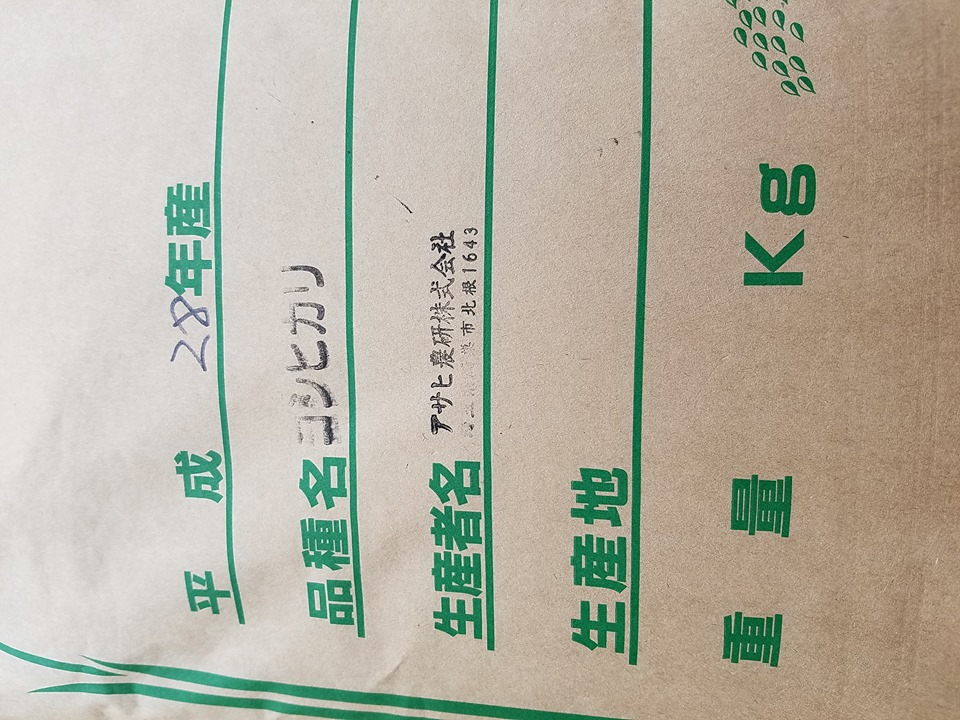 平成 28年産
品種名 コシヒカリ
生産者名 アサヒ農研株式会社
市北根1643
生産地
重量 Kg